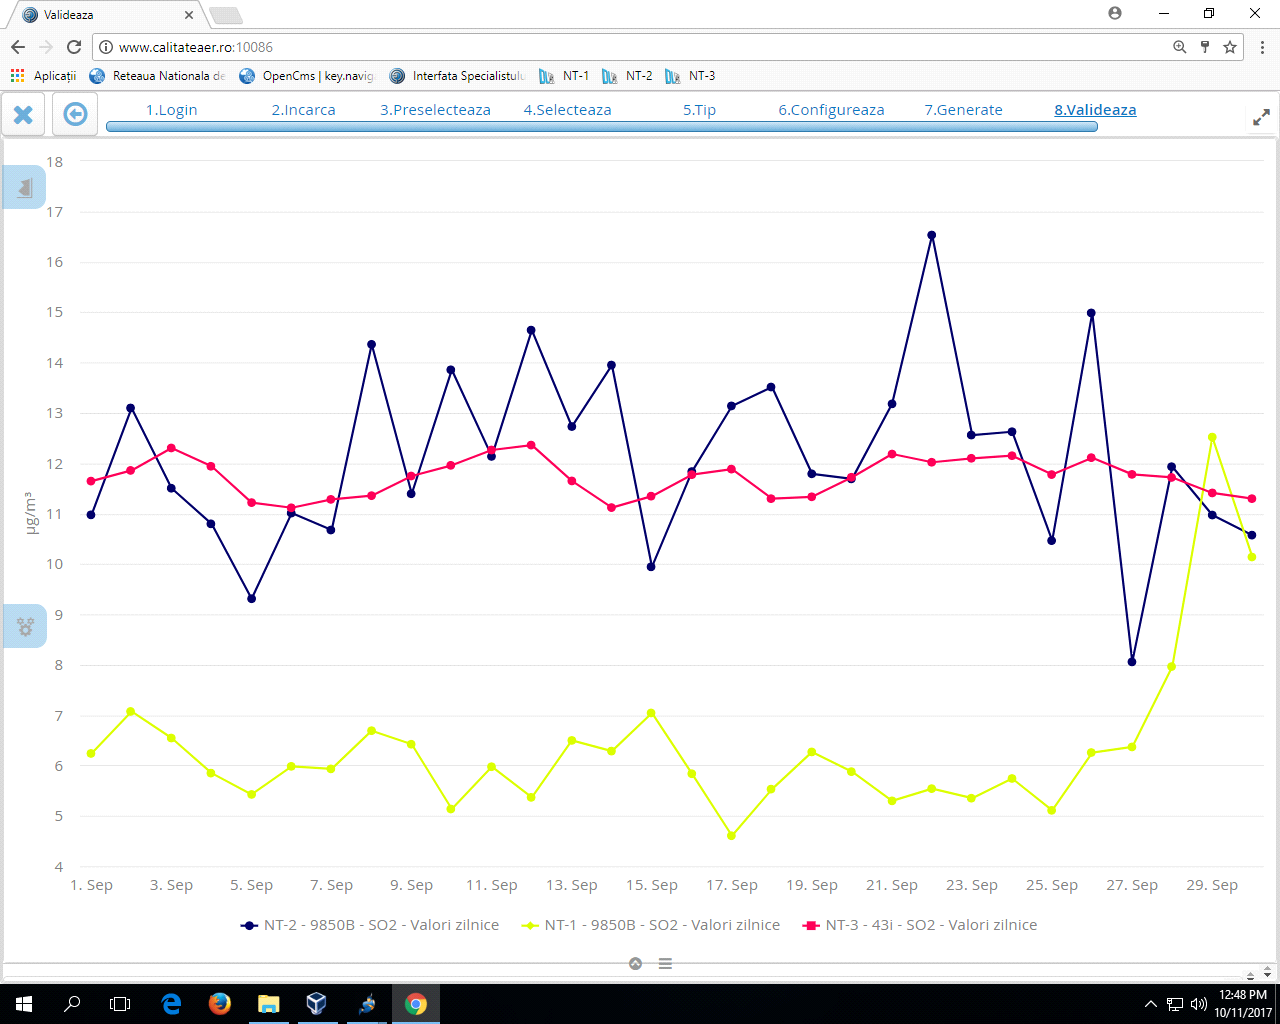 Valideaza
www.calitateaer.ro:10086
Aplicații
Reteaua Nationala de
OpenCms | key.navig
Interfata Specialistulu
NT-1
NT-2
NT-3
1.Login
2.Incarca
3.Preselecteaza
4.Selecteaza
5.Tip
6.Configureaza
7.Generate
8.Valideaza
18
17
16
15
14
13
12
11
10
9
8
7
6
5
4
µg/m³
1. Sep
3. Sep
5. Sep
7. Sep
9. Sep
11. Sep
13. Sep
15. Sep
17. Sep
19. Sep
21. Sep
23. Sep
25. Sep
27. Sep
29. Sep
NT-2 - 9850B - SO2 - Valori zilnice
NT-1 - 9850B - SO2 - Valori zilnice
NT-3 - 43i - SO2 - Valori zilnice
12:48 PM
10/11/2017